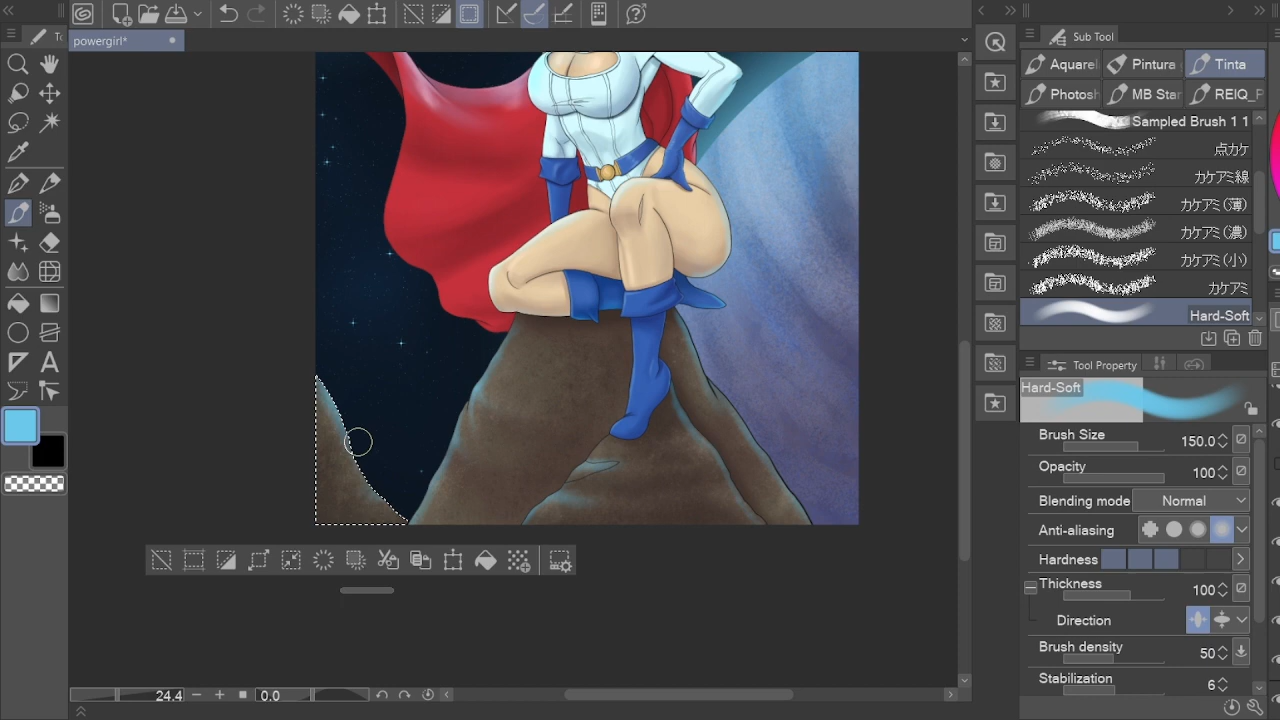 powergirl*
Sub Tool
Aquarel
Pintura
Tinta
Photosh
MB Star
REIQ_P
Sampled Brush 1 1
点カケ
カケアミ線
カケアミ(薄)
カケアミ(濃)
カケアミ(小)
カケアミ
Hard-Soft
Tool Property
Hard-Soft
Brush Size 150.0
Opacity 100
Blending mode Normal
Anti-aliasing
Hardness
Thickness 100
Direction
Brush density 50
Stabilization 6
24.4 0.0